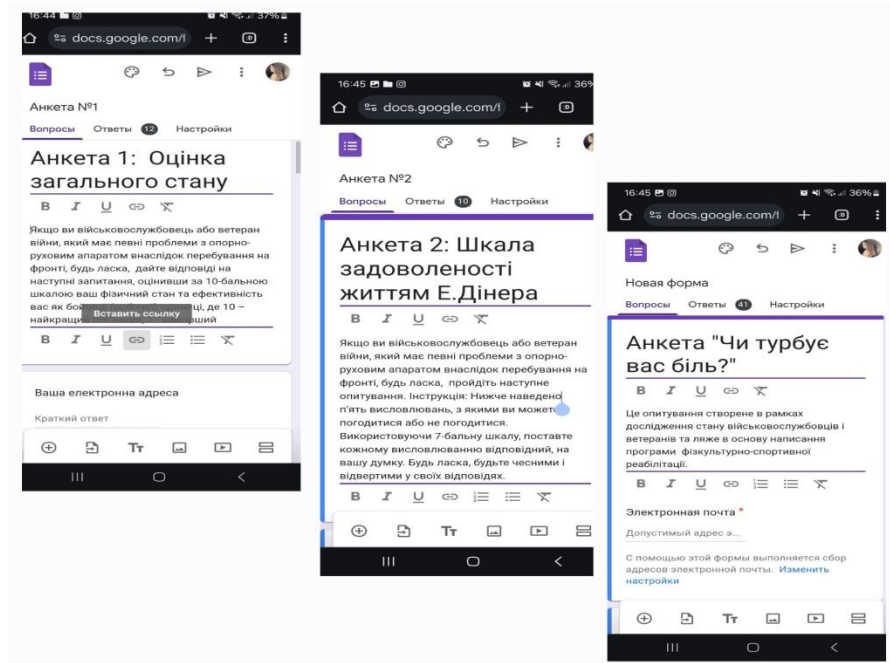 16:44 37%
docs.google.com/f
Анкета №1
Вопросы Ответы 12 Настройки
Анкета 1: Оцінка
загального стану
B I U
Якщо ви військовослужбовець або ветеран
війни, який має певні проблеми з опорно-
руховим апаратом внаслідок перебування на
фронті, будь ласка, дайте відповіді на
наступні запитання, оцінивши за 10-бальною
шкалою ваш фізичний стан та ефективність
вас як ці, де 10 –
Вставить ссылку
B I U
Ваша електронна адреса
Краткий ответ
Тт
16:45 36%
docs.google.com/f
Анкета №2
Вопросы Ответы 10 Настройки
Анкета 2: Шкала
задоволеності
життям Е.Дінера
B I U
Якщо ви військовослужбовець або ветеран
війни, який має певні проблеми з опорно-
руховим апаратом внаслідок перебування на
фронті, будь ласка, пройдіть наступне
опитування. Інструкція: Нижче наведено
п'ять висловлювань, з якими ви можете
погодитися або не погодитися.
Використовуючи 7-бальну шкалу, поставте
кожному висловлюванню відповідний, на
вашу думку. Будь ласка, будьте чесними і
відвертими у своїх відповідях.
B I U
Тт
16:45 36%
docs.google.com/f
Новая форма
Вопросы Ответы 41 Настройки
Анкета "Чи турбує
вас біль?"
B I U
Це опитування створене в рамках
дослідження стану військовослужбовців і
ветеранів та ляже в основу написання
програми фізкультурно-спортивної
реабілітації.
B I U
Электронная почта *
Допустимый адрес э...
С помощью этой формы выполняется сбор
адресов электронной почты. Изменить
настройки
Тт